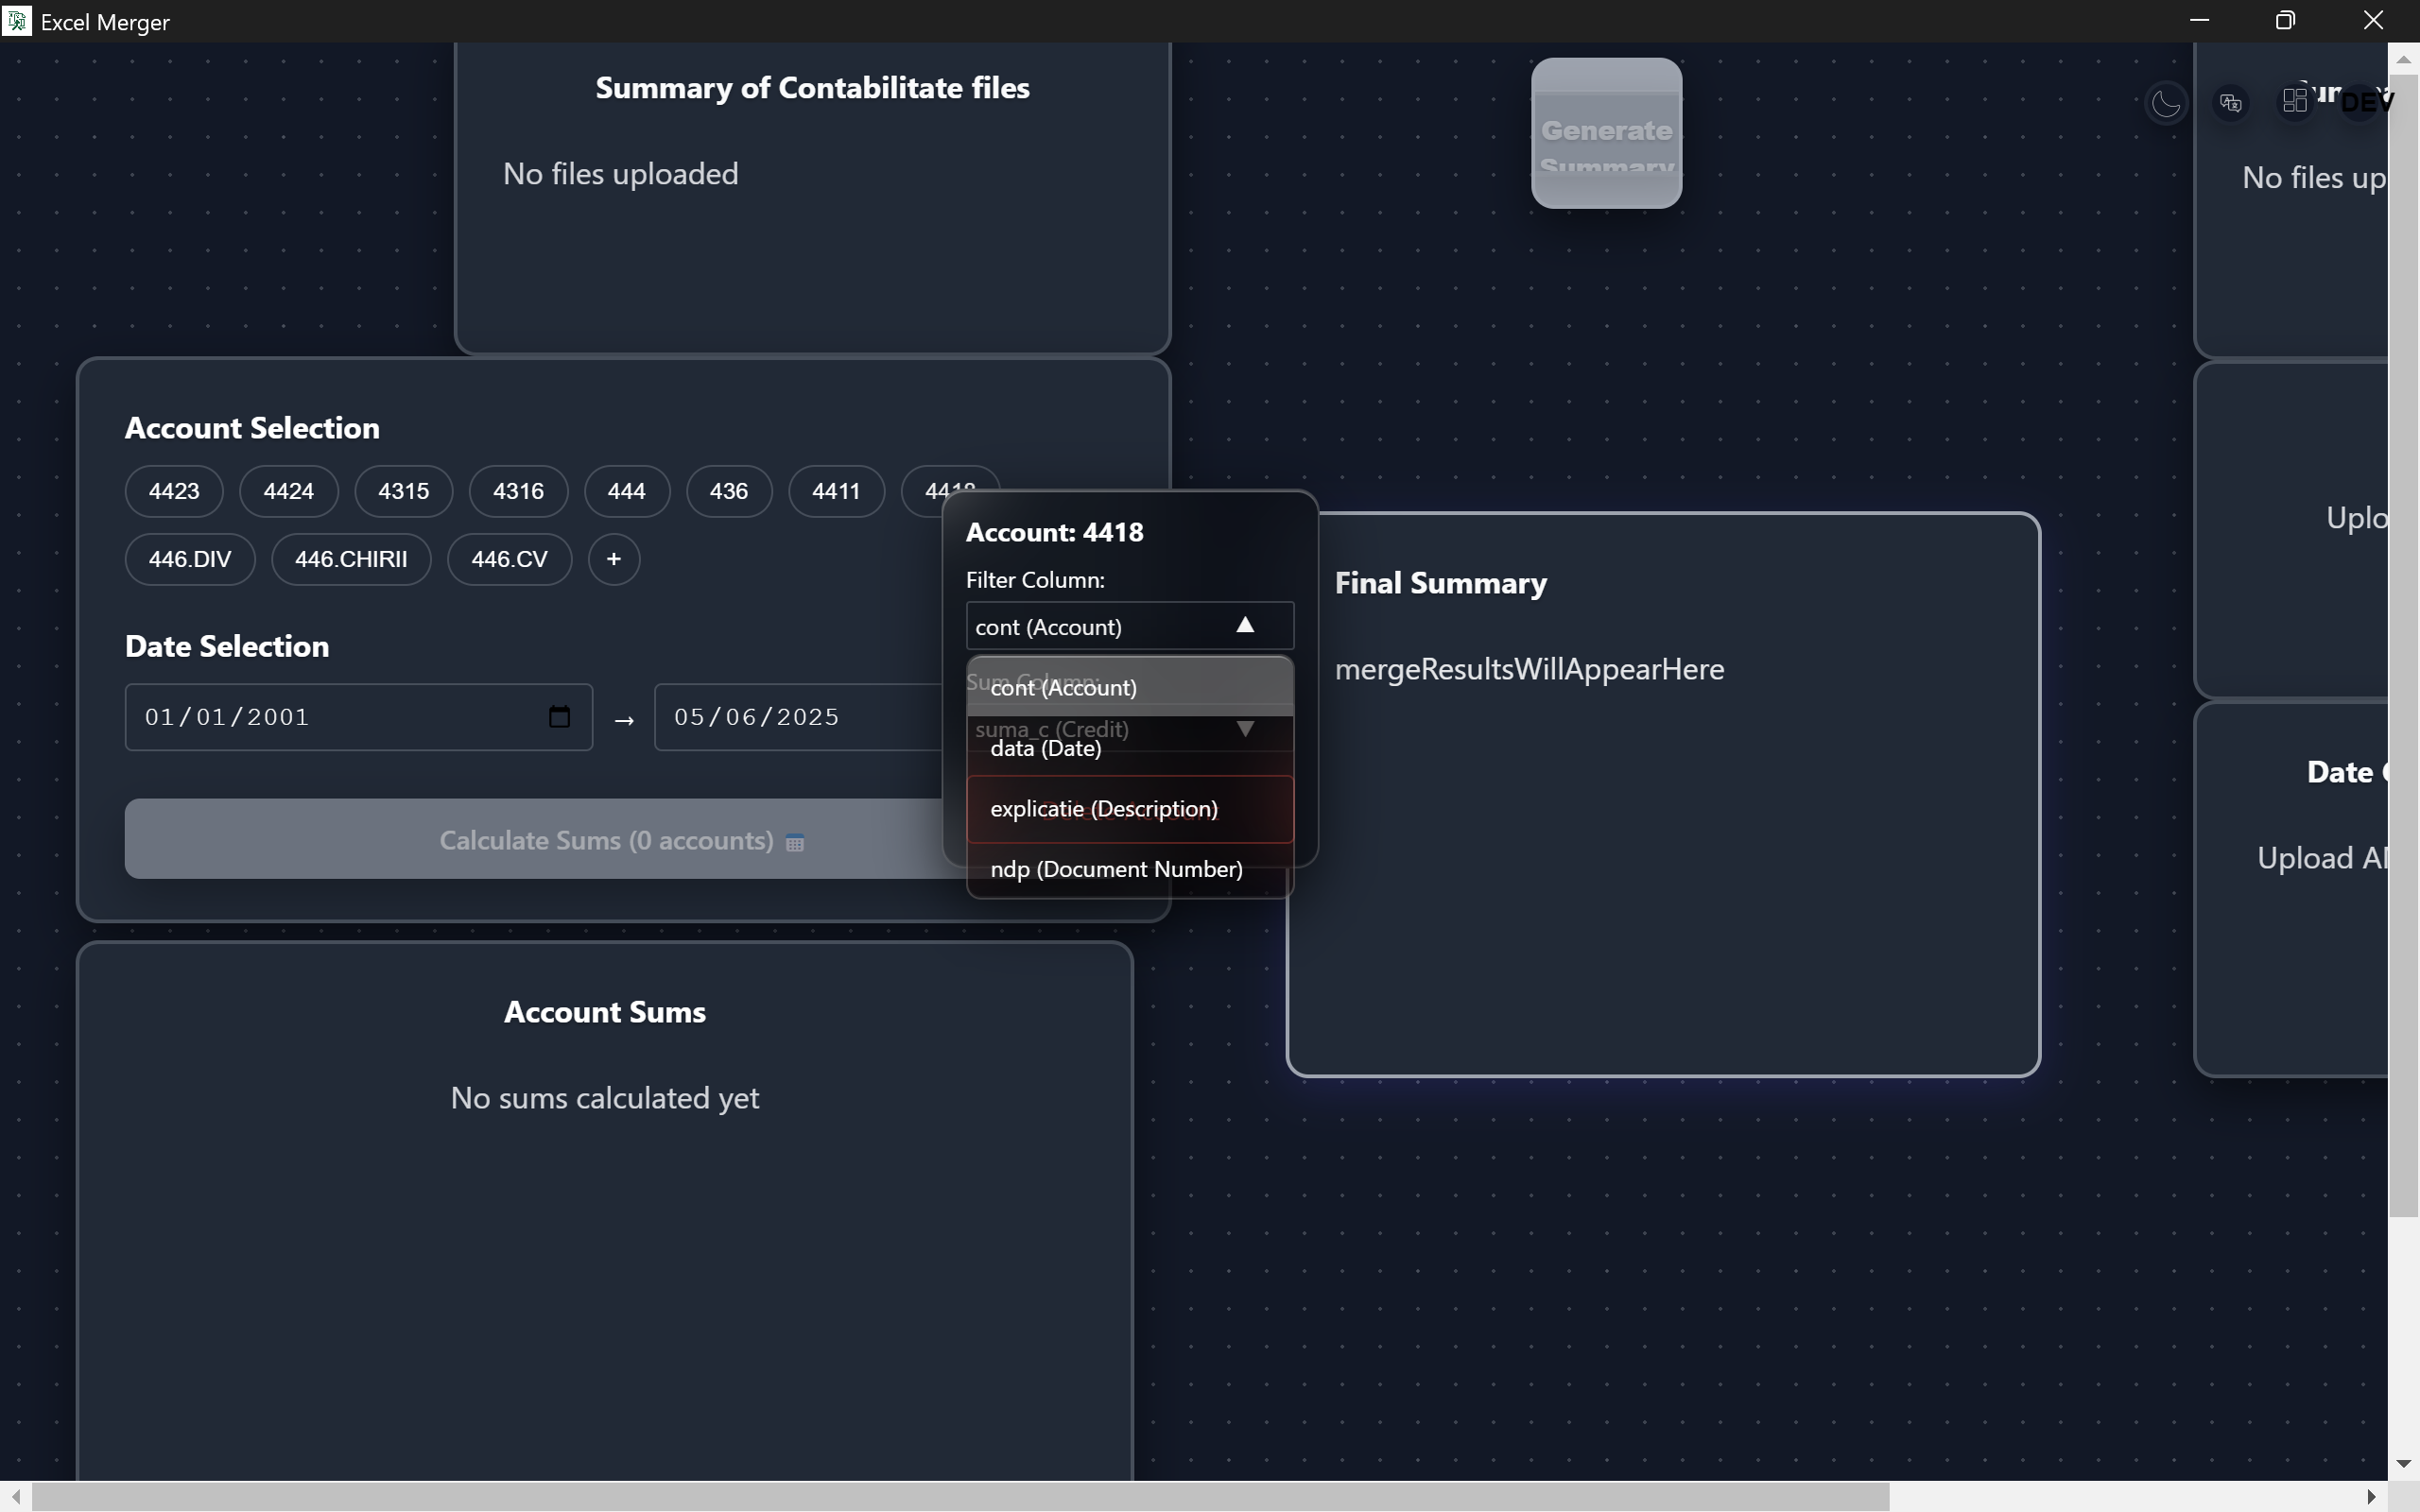 Excel Merger
Summary of Contabilitate files
No files uploaded
Generate
Summary
DEV
No files up
Account Selection
4423 4424 4315 4316 444 436 4411 4418
446.DIV 446.CHIRII 446.CV +
Date Selection
01/01/2001 → 05/06/2025
Calculate Sums (0 accounts)
Account: 4418
Filter Column:
cont (Account) ▲
Sum Column:
cont (Account)
suma_c (Credit) ▼
data (Date)
explicatie (Description)
Delete Account
ndp (Document Number)
Final Summary
mergeResultsWillAppearHere
Uplo
Date
Upload
Account Sums
No sums calculated yet